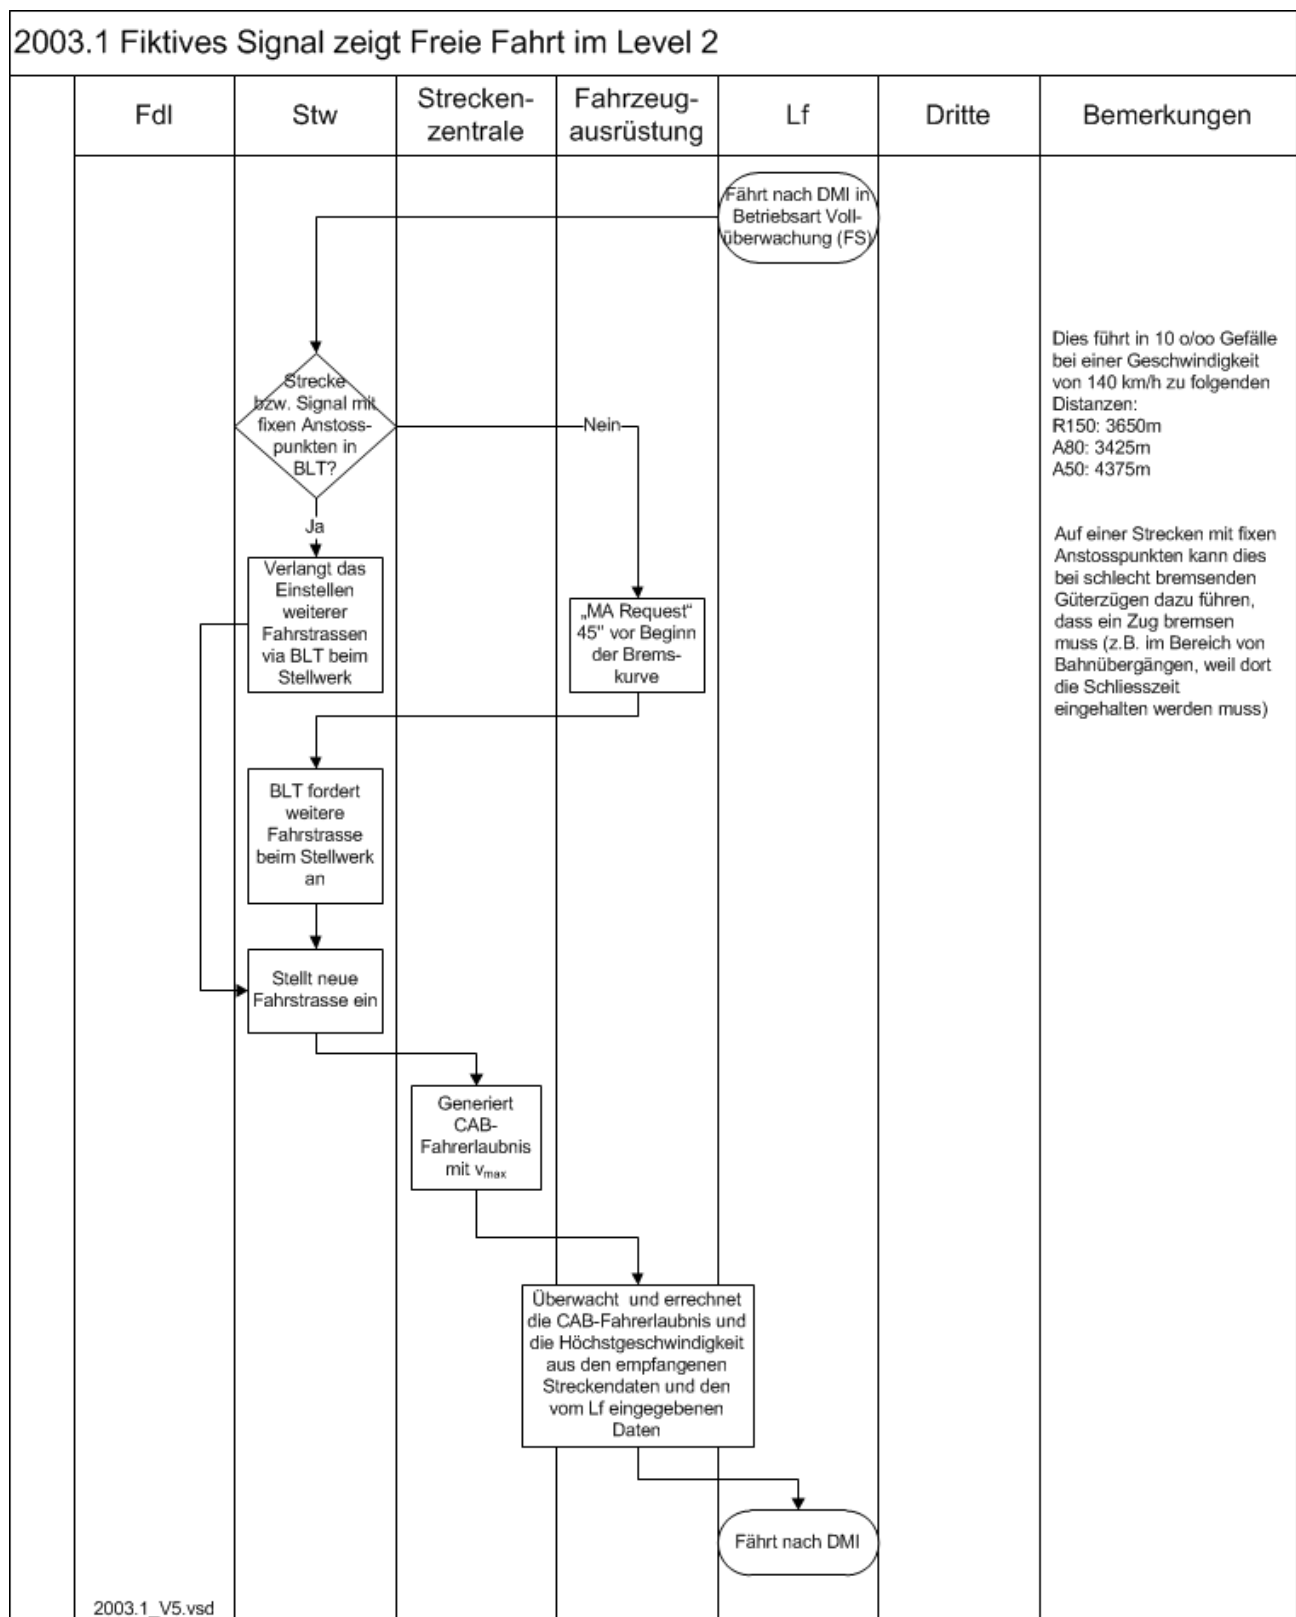 2003.1 Fiktives Signal zeigt Freie Fahrt im Level 2
Fdl
Stw
Strecken-
zentrale
Fahrzeug-
ausrüstung
Lf
Dritte
Bemerkungen
Fährt nach DMI in
Betriebsart Voll-
überwachung (FS)
Strecke
bzw. Signal mit
fixen Anstoss-
punkten in
BLT?
Nein
Ja
Dies führt in 10 o/oo Gefälle
bei einer Geschwindigkeit
von 140 km/h zu folgenden
Distanzen:
R150: 3650m
A80: 3425m
A50: 4375m
Auf einer Strecken mit fixen
Anstosspunkten kann dies
bei schlecht bremsenden
Güterzügen dazu führen,
dass ein Zug bremsen
muss (z.B. im Bereich von
Bahnübergängen, weil dort
die Schliesszeit
eingehalten werden muss)
Verlangt das
Einstellen
weiterer
Fahrstrassen
via BLT beim
Stellwerk
„MA Request“
45" vor Beginn
der Brems-
kurve
BLT fordert
weitere
Fahrstrasse
beim Stellwerk
an
Stellt neue
Fahrstrasse ein
Generiert
CAB-
Fahrerlaubnis
mit vmax
Überwacht und errechnet
die CAB-Fahrerlaubnis und
die Höchstgeschwindigkeit
aus den empfangenen
Streckendaten und den
vom Lf eingegebenen
Daten
Fährt nach DMI
2003.1_V5.vsd